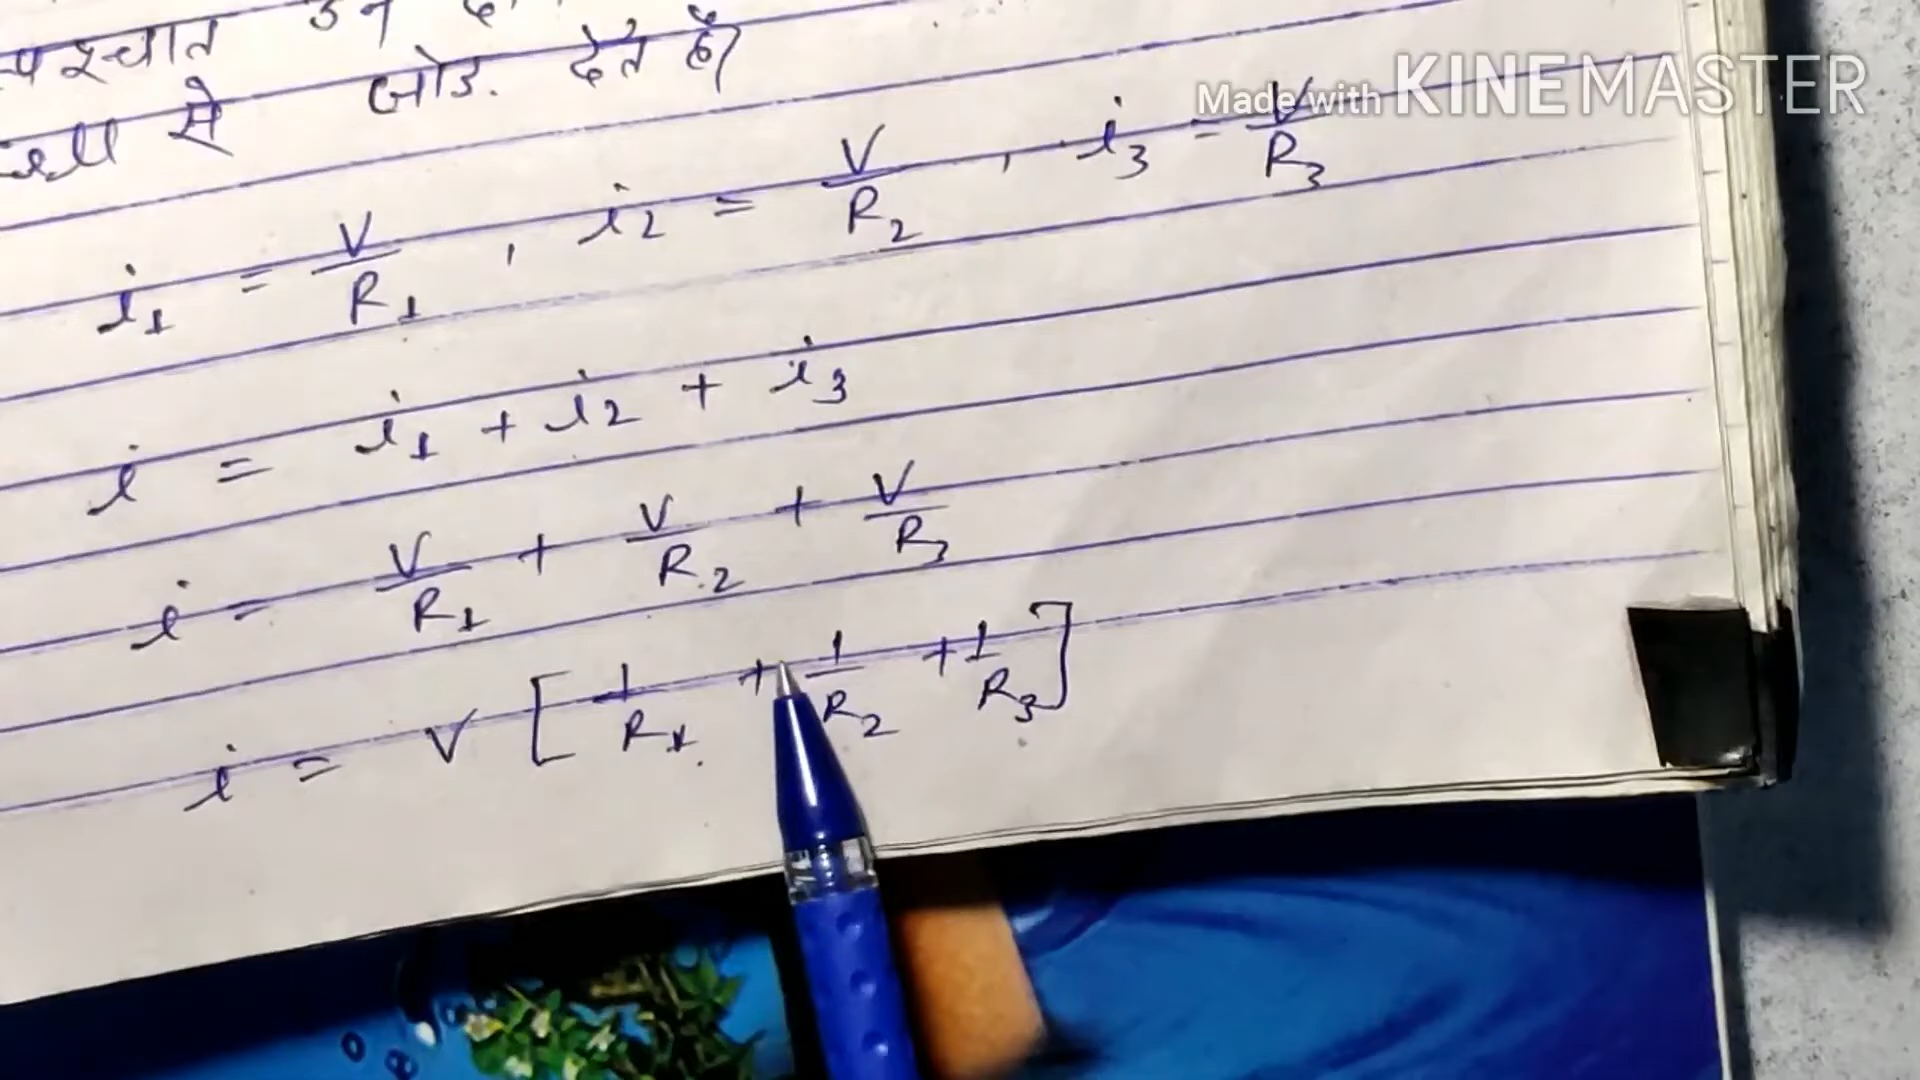 पश्चात
cell से जोड़ देते है
Made with KINEMASTER
i₁ = V/R₁ , i₂ = V/R₂ , i₃ = V/R₃
i = i₁ + i₂ + i₃
i = V/R₁ + V/R₂ + V/R₃
i = V [ 1/R₁ + 1/R₂ + 1/R₃ ]